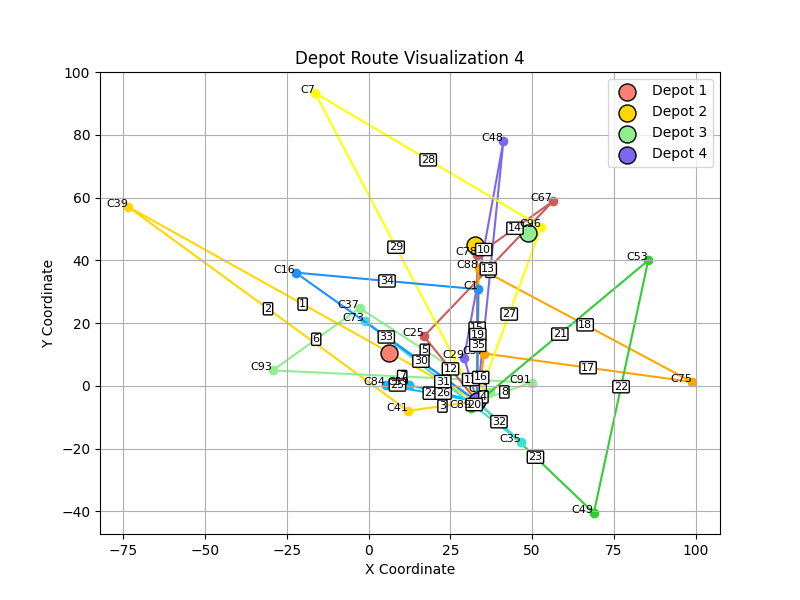 Depot Route Visualization 4
Y Coordinate
X Coordinate
100
80
60
40
20
0
−20
−40
−75
−50
−25
0
25
50
75
100
Depot 1
Depot 2
Depot 3
Depot 4
C7
C48
C39
C67
C96
C78
C53
C88
C16
C1
C37
C73
C25
C29
C93
C84
C91
C75
C41
C89
C35
C49
28
14
29
10
13
34
2
1
27
18
15
19
33
6
21
35
5
30
12
17
7
31
16
25
22
24
26
8
4
3
20
32
23